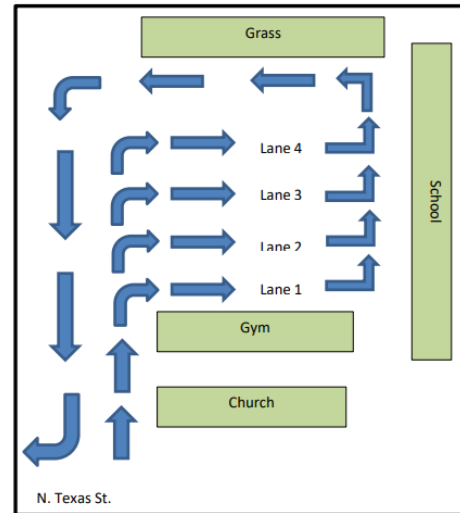 Grass
Lane 4
Lane 3
Lane 2
Lane 1
School
Gym
Church
N. Texas St.